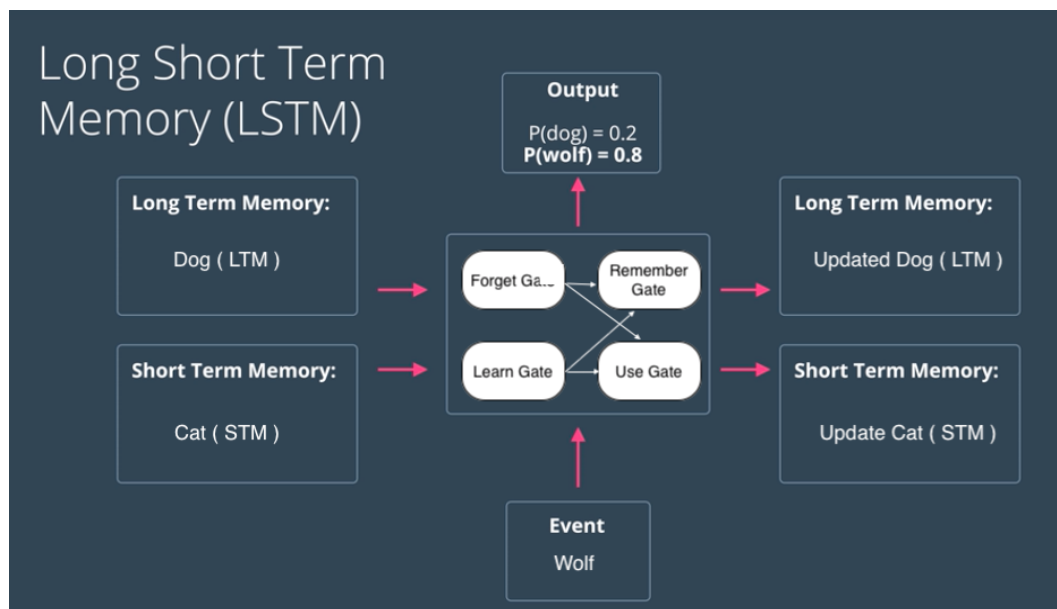 Long Short Term
Memory (LSTM)
Output
P(dog) = 0.2
P(wolf) = 0.8
Long Term Memory:
Dog ( LTM )
Short Term Memory:
Cat ( STM )
Forget Ga
Remember
Gate
Learn Gate
Use Gate
Long Term Memory:
Updated Dog ( LTM )
Short Term Memory:
Update Cat ( STM )
Event
Wolf